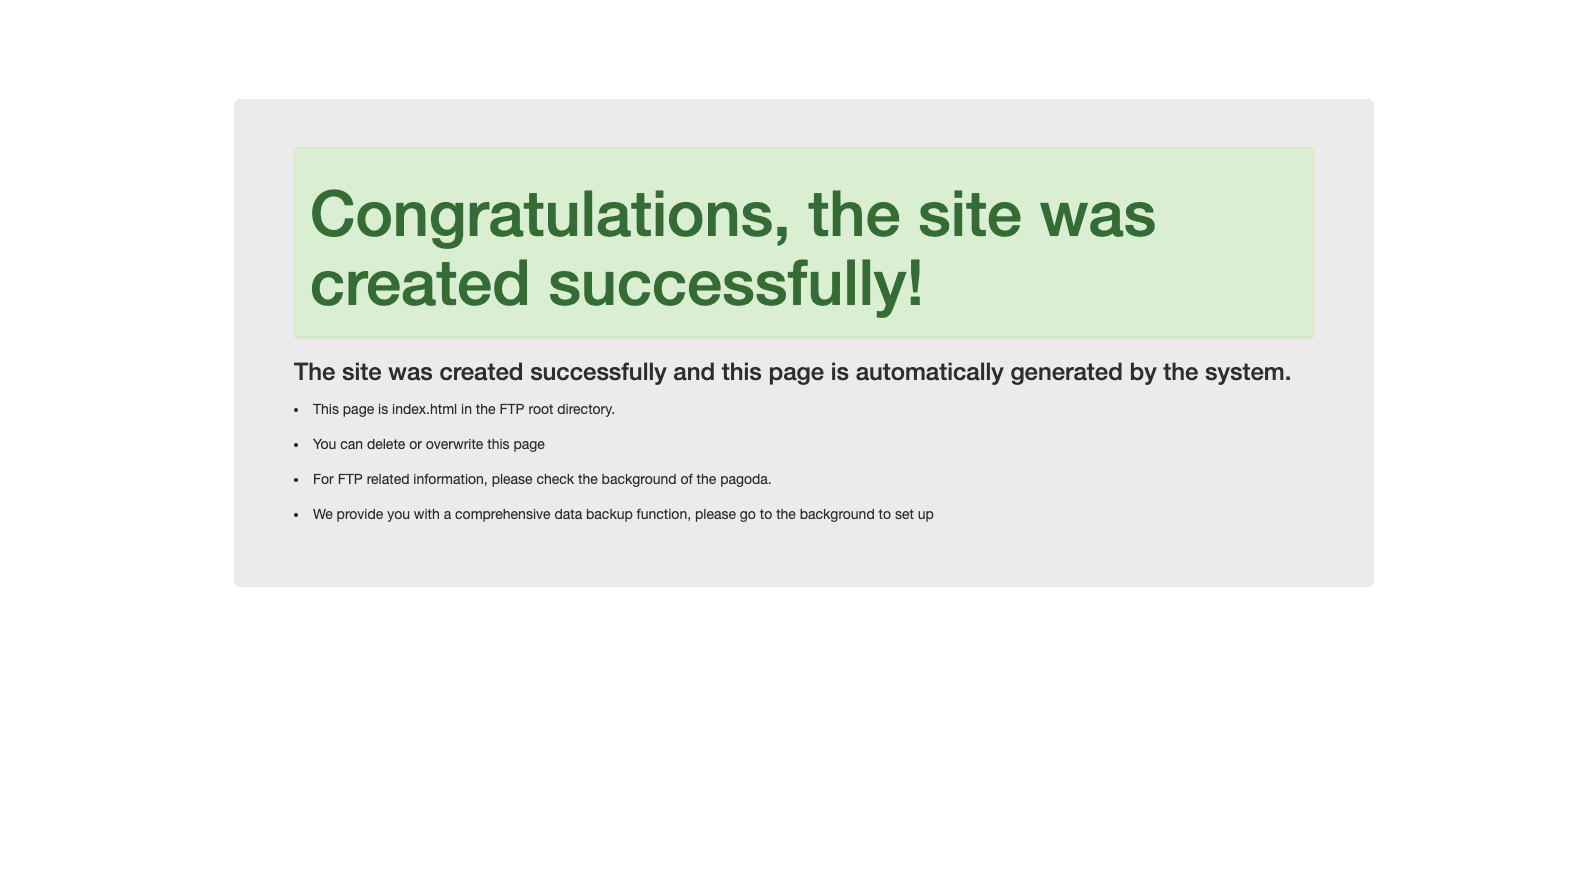 Congratulations, the site was
created successfully!
The site was created successfully and this page is automatically generated by the system.
• This page is index.html in the FTP root directory.
• You can delete or overwrite this page
• For FTP related information, please check the background of the pagoda.
• We provide you with a comprehensive data backup function, please go to the background to set up